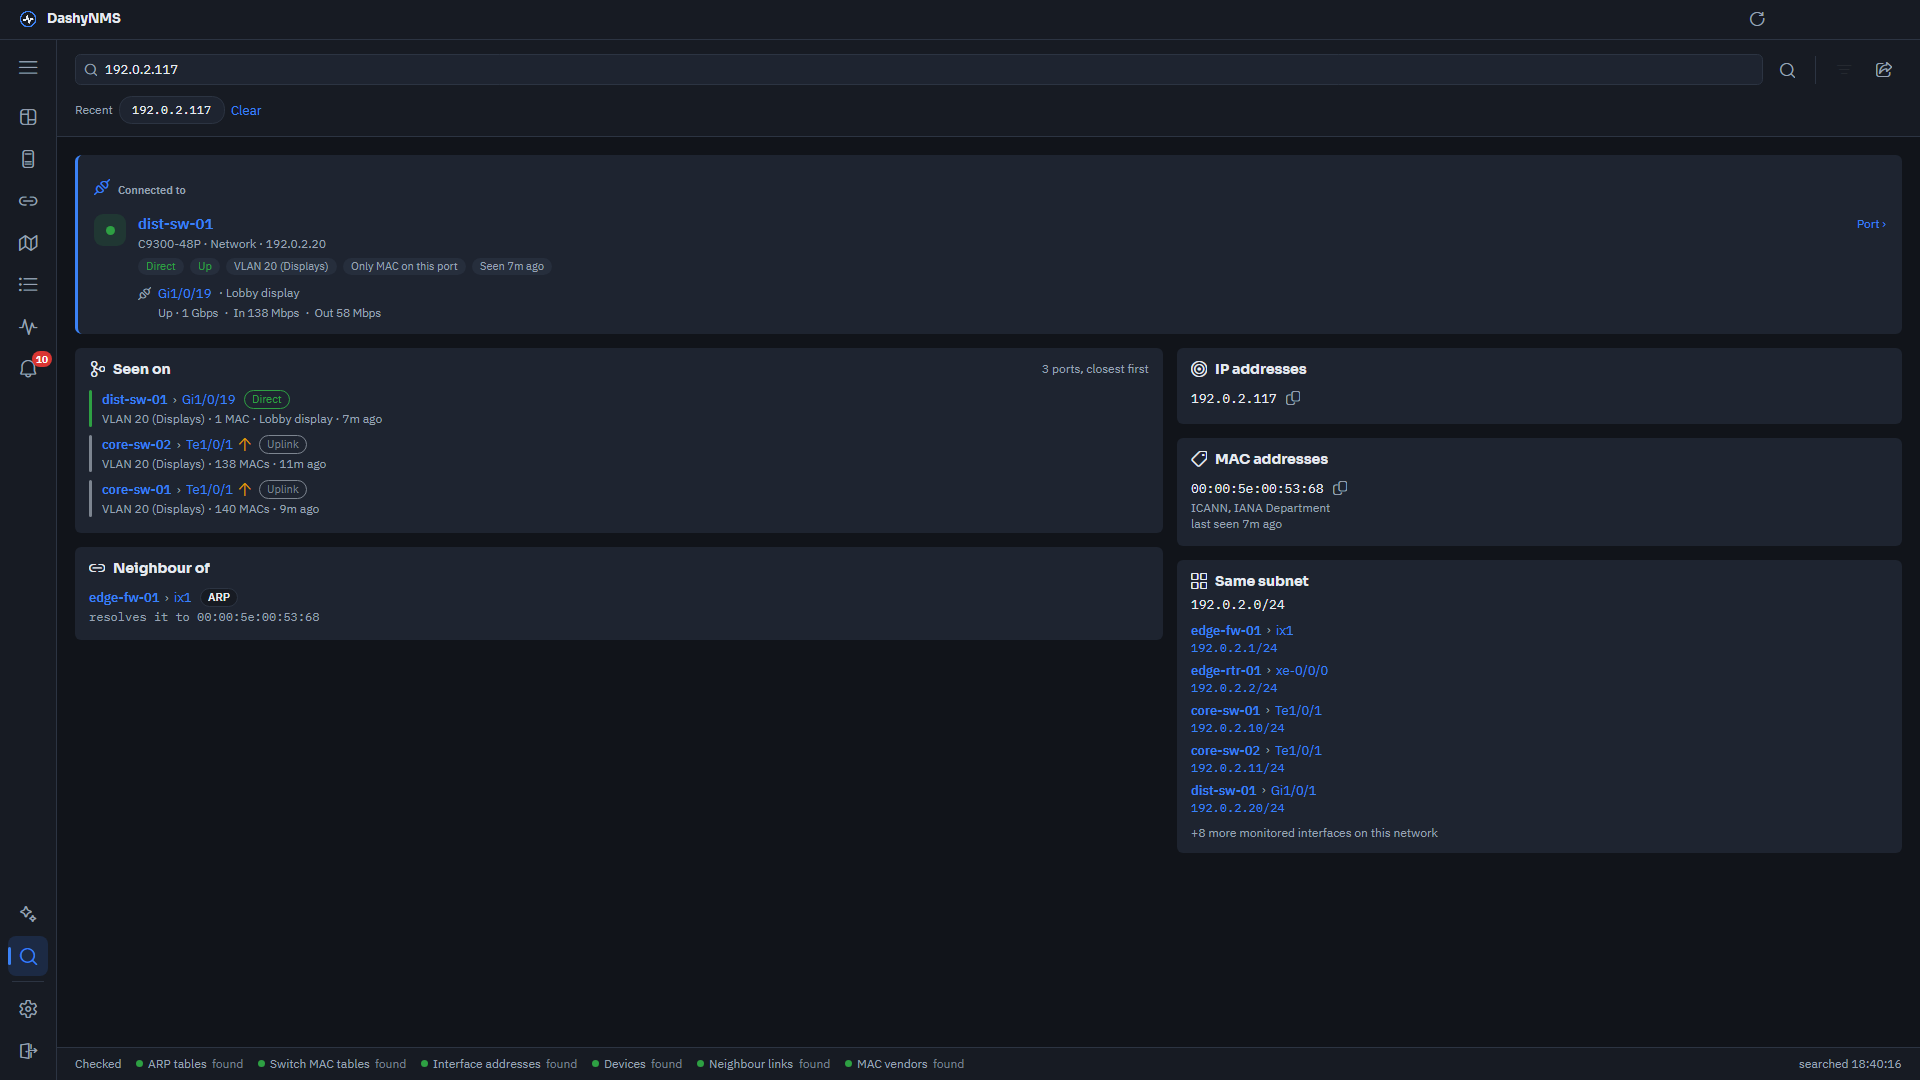 DashyNMS
192.0.2.117
Recent 192.0.2.117 Clear
Connected to
dist-sw-01
Port ›
C9300-48P · Network · 192.0.2.20
Direct Up VLAN 20 (Displays) Only MAC on this port Seen 7m ago
Gi1/0/19 · Lobby display
Up · 1 Gbps · In 138 Mbps · Out 58 Mbps
Seen on
3 ports, closest first
dist-sw-01 › Gi1/0/19 Direct
VLAN 20 (Displays) · 1 MAC · Lobby display · 7m ago
core-sw-02 › Te1/0/1 Uplink
VLAN 20 (Displays) · 138 MACs · 11m ago
core-sw-01 › Te1/0/1 Uplink
VLAN 20 (Displays) · 140 MACs · 9m ago
Neighbour of
edge-fw-01 › ix1 ARP
resolves it to 00:00:5e:00:53:68
IP addresses
192.0.2.117
MAC addresses
00:00:5e:00:53:68
ICANN, IANA Department
last seen 7m ago
Same subnet
192.0.2.0/24
edge-fw-01 › ix1
192.0.2.1/24
edge-rtr-01 › xe-0/0/0
192.0.2.2/24
core-sw-01 › Te1/0/1
192.0.2.10/24
core-sw-02 › Te1/0/1
192.0.2.11/24
dist-sw-01 › Gi1/0/1
192.0.2.20/24
+8 more monitored interfaces on this network
10
Checked ARP tables found Switch MAC tables found Interface addresses found Devices found Neighbour links found MAC vendors found
searched 18:40:16